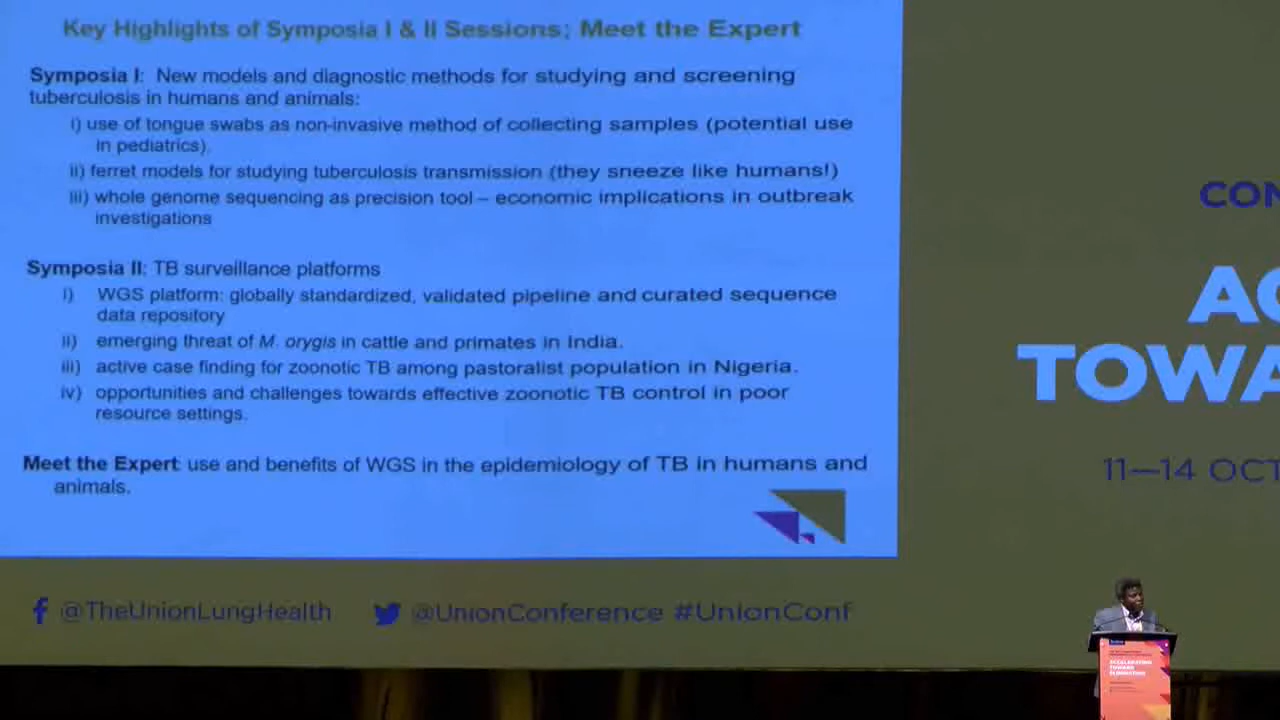 Key Highlights of Symposia I & II Sessions; Meet the Expert
Symposia I: New models and diagnostic methods for studying and screening
tuberculosis in humans and animals:
i) use of tongue swabs as non-invasive method of collecting samples (potential use
in pediatrics).
ii) ferret models for studying tuberculosis transmission (they sneeze like humans!)
iii) whole genome sequencing as precision tool – economic implications in outbreak
investigations
Symposia II: TB surveillance platforms
i) WGS platform: globally standardized, validated pipeline and curated sequence
data repository
ii) emerging threat of M. orygis in cattle and primates in India.
iii) active case finding for zoonotic TB among pastoralist population in Nigeria.
iv) opportunities and challenges towards effective zoonotic TB control in poor
resource settings.
Meet the Expert: use and benefits of WGS in the epidemiology of TB in humans and
animals.
@TheUnionLungHealth @UnionConference #UnionConf
CON
AC
TOWA
11—14 OCT
ACCELERATING
TOWARD
ELIMINATION